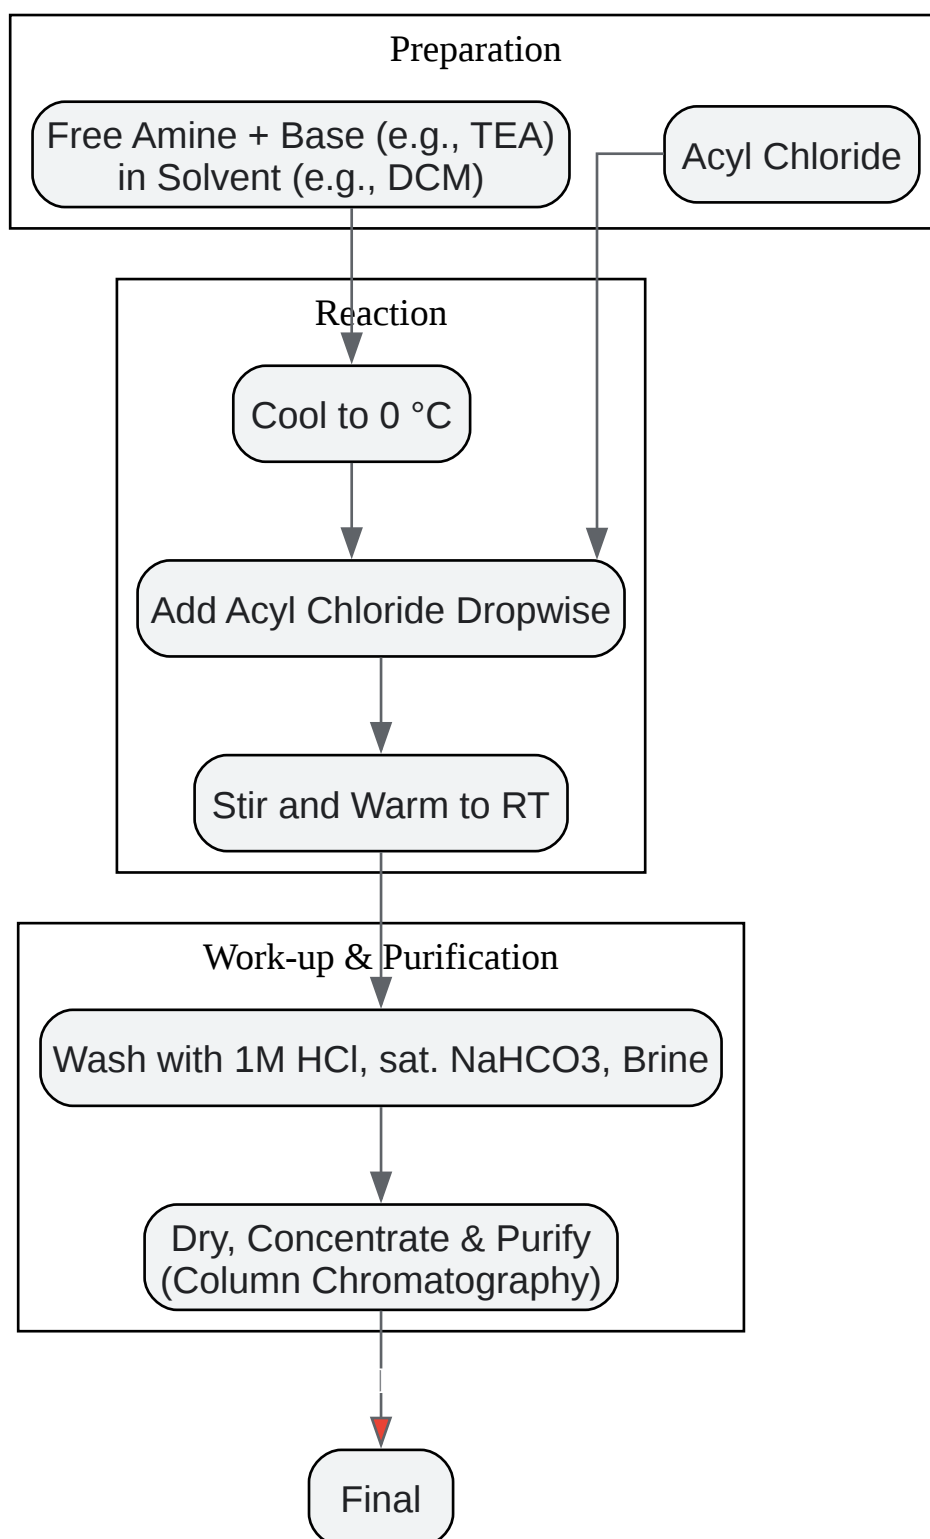 Preparation
Free Amine + Base (e.g., TEA)
in Solvent (e.g., DCM)
Acyl Chloride
Reaction
Cool to 0 °C
Add Acyl Chloride Dropwise
Stir and Warm to RT
Work-up & Purification
Wash with 1M HCl, sat. NaHCO3, Brine
Dry, Concentrate & Purify
(Column Chromatography)
Final